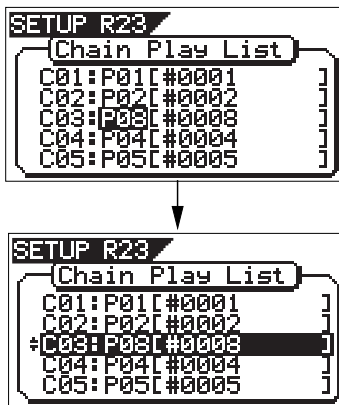 SETUP R23
Chain Play List
C01:P01[#0001 ]
C02:P02[#0002 ]
C03:P08[#0008 ]
C04:P04[#0004 ]
C05:P05[#0005 ]
SETUP R23
Chain Play List
C01:P01[#0001 ]
C02:P02[#0002 ]
C03:P08[#0008 ]
C04:P04[#0004 ]
C05:P05[#0005 ]